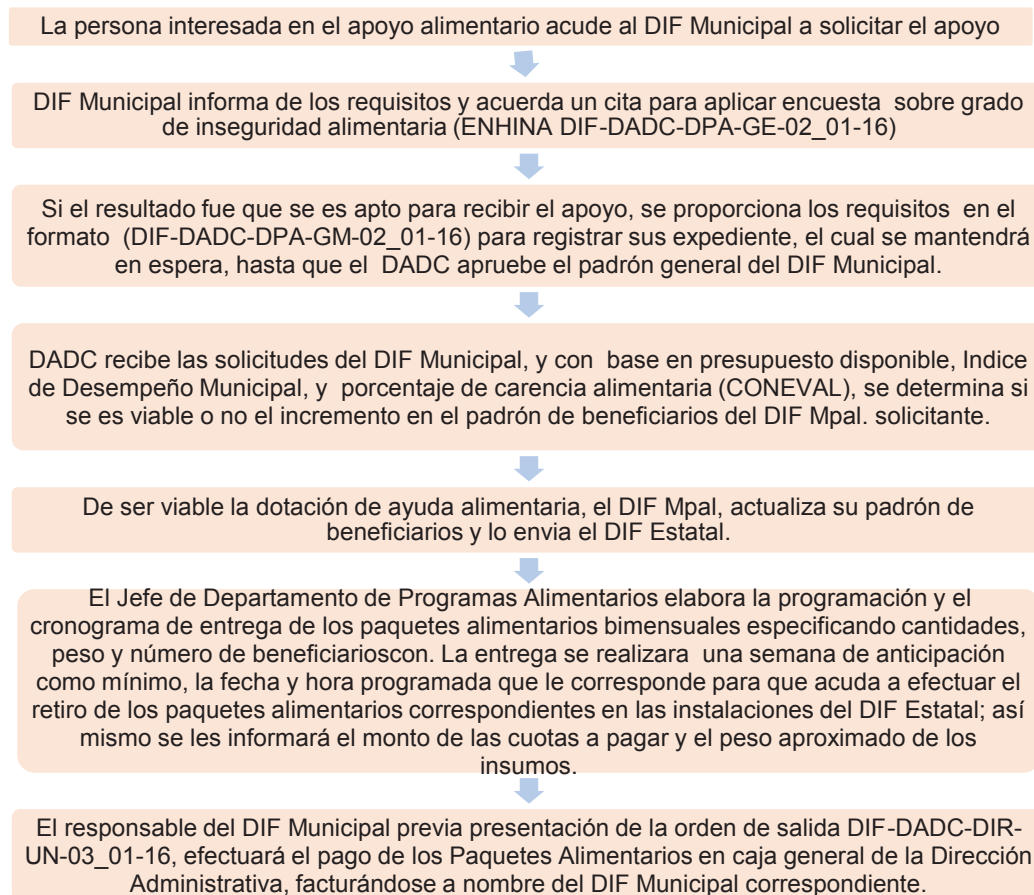 La persona interesada en el apoyo alimentario acude al DIF Municipal a solicitar el apoyo
DIF Municipal informa de los requisitos y acuerda un cita para aplicar encuesta sobre grado
de inseguridad alimentaria (ENHINA DIF-DADC-DPA-GE-02_01-16)
Si el resultado fue que se es apto para recibir el apoyo, se proporciona los requisitos en el
formato (DIF-DADC-DPA-GM-02_01-16) para registrar sus expediente, el cual se mantendrá
en espera, hasta que el DADC apruebe el padrón general del DIF Municipal.
DADC recibe las solicitudes del DIF Municipal, y con base en presupuesto disponible, Indice
de Desempeño Municipal, y porcentaje de carencia alimentaria (CONEVAL), se determina si
se es viable o no el incremento en el padrón de beneficiarios del DIF Mpal. solicitante.
De ser viable la dotación de ayuda alimentaria, el DIF Mpal, actualiza su padrón de
beneficiarios y lo envia el DIF Estatal.
El Jefe de Departamento de Programas Alimentarios elabora la programación y el
cronograma de entrega de los paquetes alimentarios bimensuales especificando cantidades,
peso y número de beneficiarioscon. La entrega se realizara una semana de anticipación
como mínimo, la fecha y hora programada que le corresponde para que acuda a efectuar el
retiro de los paquetes alimentarios correspondientes en las instalaciones del DIF Estatal; así
mismo se les informará el monto de las cuotas a pagar y el peso aproximado de los
insumos.
El responsable del DIF Municipal previa presentación de la orden de salida DIF-DADC-DIR-
UN-03_01-16, efectuará el pago de los Paquetes Alimentarios en caja general de la Dirección
Administrativa, facturándose a nombre del DIF Municipal correspondiente.